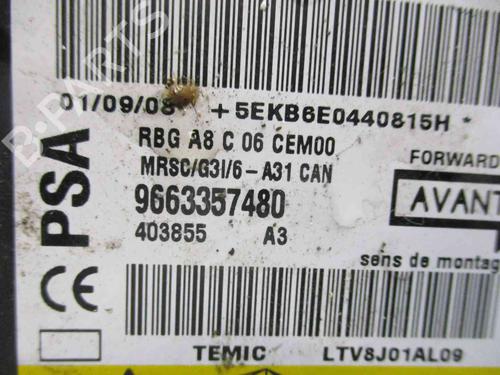 01/09/08 + 5EKB6E0440815H *
RBG A8 C 06 CEM00
MRSC/G3I/6 - A31 CAN
9663357480
403855 A3
PSA
CE
FORWARD
AVANT
sens de montag
TEMIC LTV8J01AL09
B-PARTS